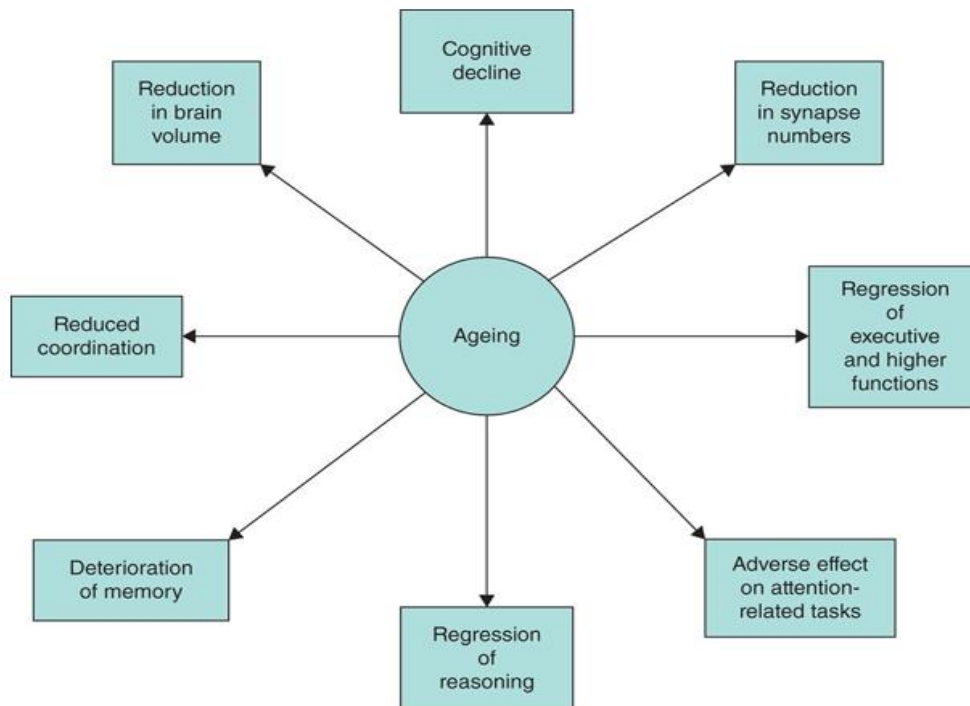 Cognitive
decline
Reduction
in brain
volume
Reduction
in synapse
numbers
Reduced
coordination
Ageing
Regression
of
executive
and higher
functions
Deterioration
of memory
Regression
of
reasoning
Adverse effect
on attention-
related tasks